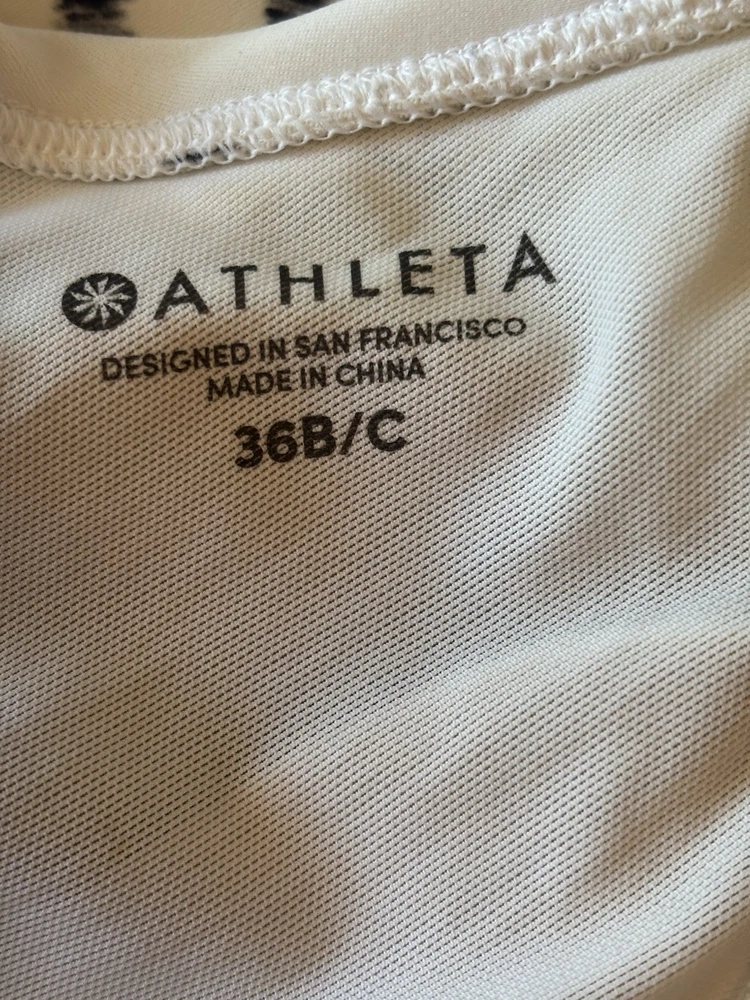 ATHLETA
DESIGNED IN SAN FRANCISCO
MADE IN CHINA
36B/C